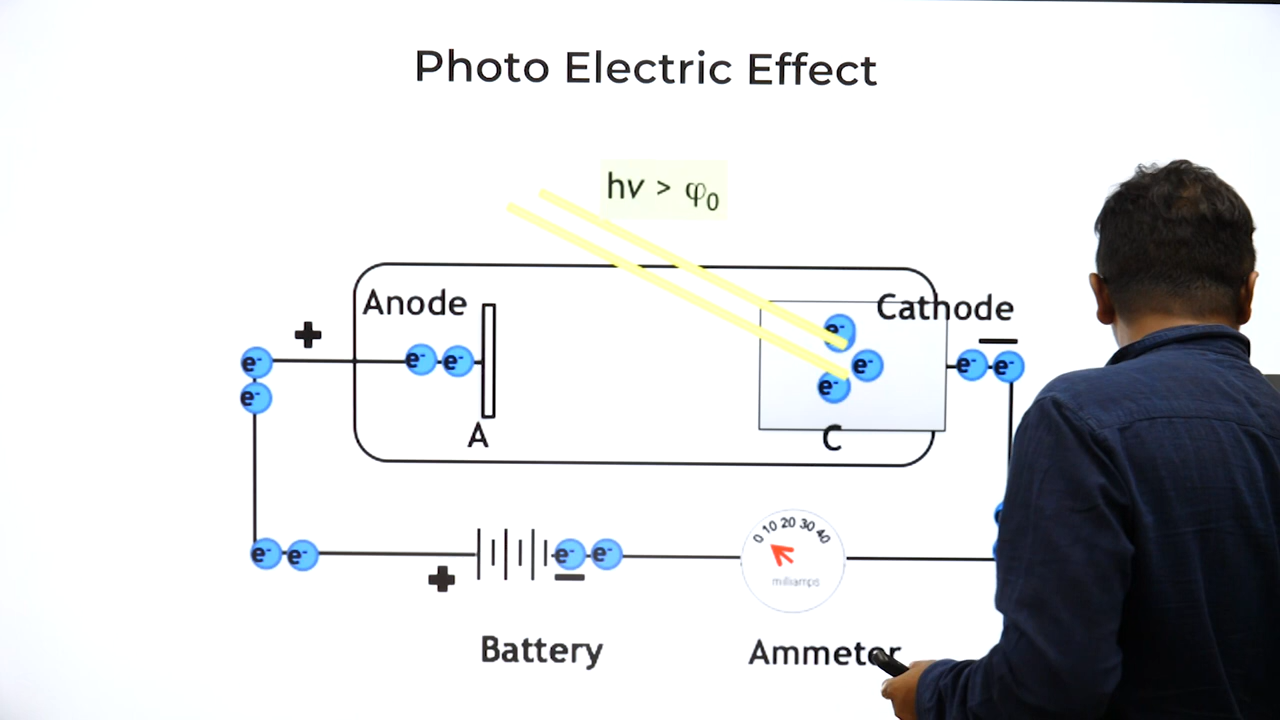 Photo Electric Effect
hν > φ₀
Anode
Cathode
+
−
e⁻
e⁻
e⁻
e⁻
e⁻
e⁻
e⁻
e⁻
e⁻
A
C
e⁻
e⁻
e⁻
e⁻
0 10 20 30 40
milliamps
+
−
Battery
Ammeter